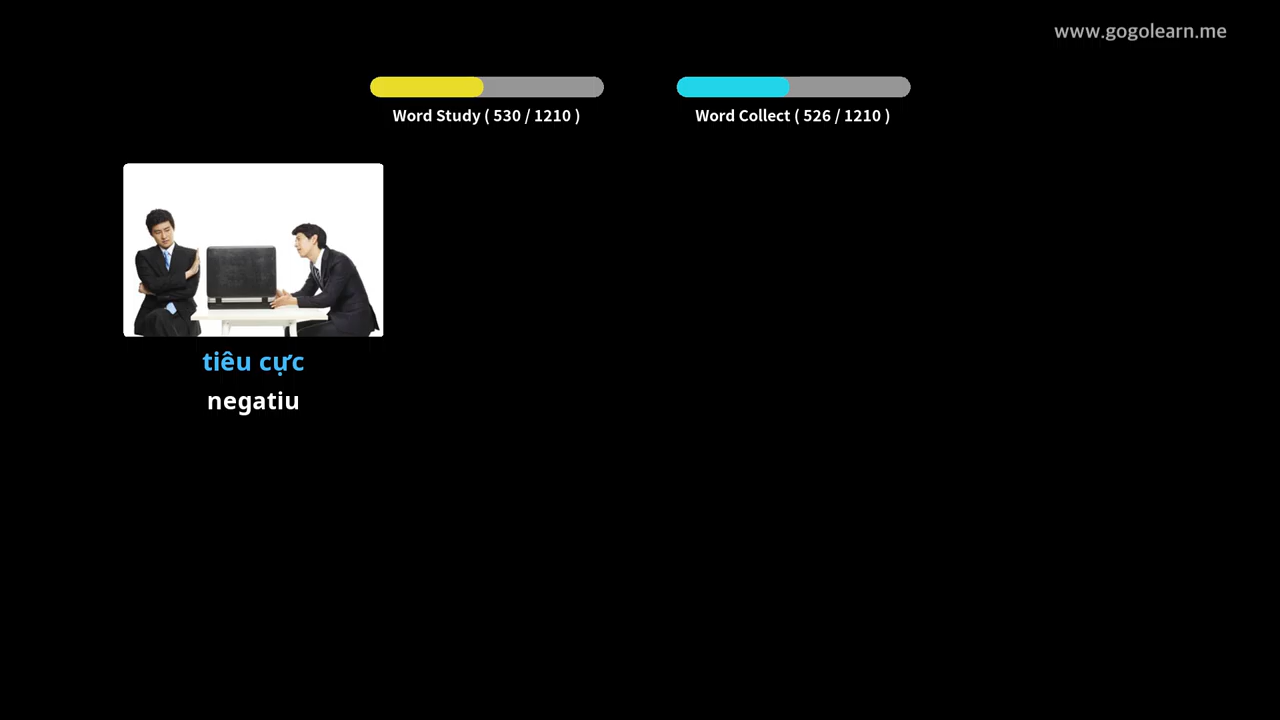 www.gogolearn.me
Word Study ( 530 / 1210 )
Word Collect ( 526 / 1210 )
tiêu cực
negatiu